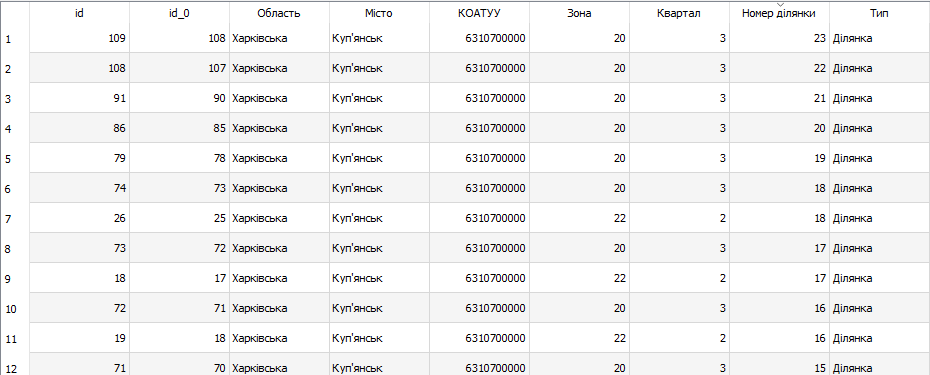 id id_0 Область Місто КОАТУУ Зона Квартал Номер ділянки Тип
1 109 108 Харківська Куп'янськ 6310700000 20 3 23 Ділянка
2 108 107 Харківська Куп'янськ 6310700000 20 3 22 Ділянка
3 91 90 Харківська Куп'янськ 6310700000 20 3 21 Ділянка
4 86 85 Харківська Куп'янськ 6310700000 20 3 20 Ділянка
5 79 78 Харківська Куп'янськ 6310700000 20 3 19 Ділянка
6 74 73 Харківська Куп'янськ 6310700000 20 3 18 Ділянка
7 26 25 Харківська Куп'янськ 6310700000 22 2 18 Ділянка
8 73 72 Харківська Куп'янськ 6310700000 20 3 17 Ділянка
9 18 17 Харківська Куп'янськ 6310700000 22 2 17 Ділянка
10 72 71 Харківська Куп'янськ 6310700000 20 3 16 Ділянка
11 19 18 Харківська Куп'янськ 6310700000 22 2 16 Ділянка
12 71 70 Харківська Куп'янськ 6310700000 20 3 15 Ділянка